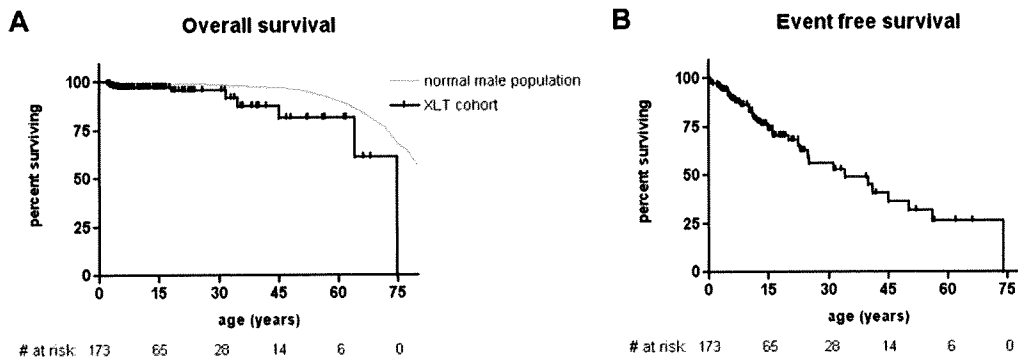 A
Overall survival
percent surviving
100
75
50
25
0
0 15 30 45 60 75
age (years)
# at risk: 173 65 28 14 6 0
normal male population
XLT cohort
B
Event free survival
percent surviving
100
75
50
25
0
0 15 30 45 60 75
age (years)
# at risk: 173 65 28 14 6 0